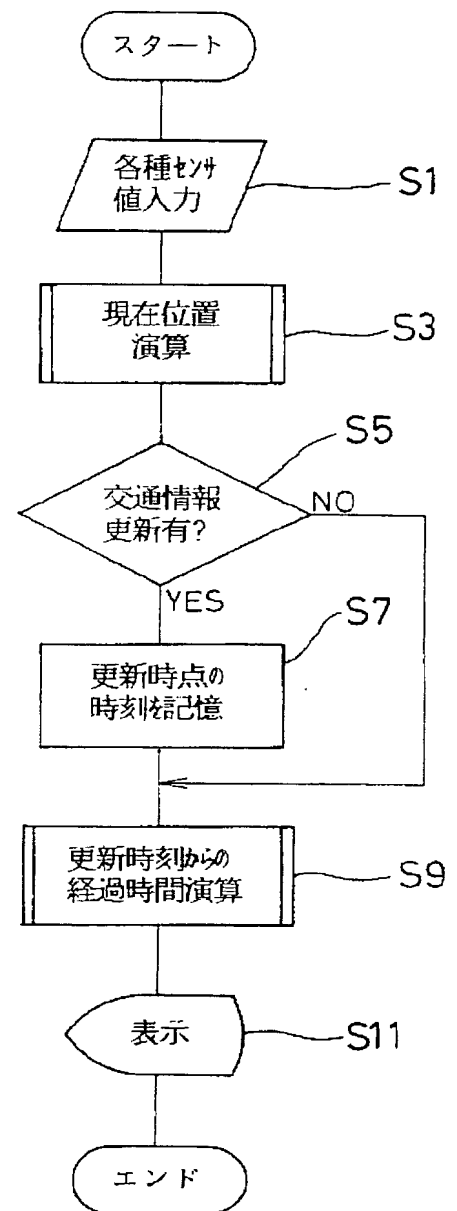 スタート
各種センサ
値入力
S1
現在位置
演算
S3
S5
交通情報
更新有?
NO
YES
S7
更新時点の
時刻を記憶
更新時刻からの
経過時間演算
S9
表示
S11
エンド